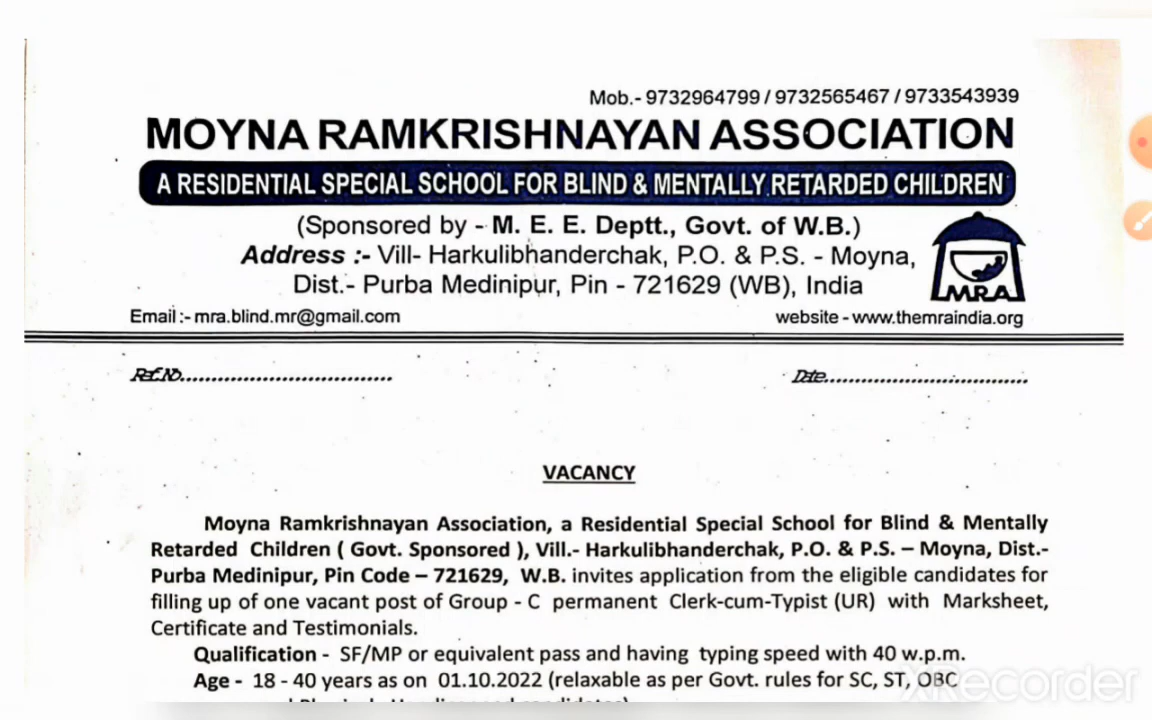 Mob.- 9732964799 / 9732565467 / 9733543939
MOYNA RAMKRISHNAYAN ASSOCIATION
A RESIDENTIAL SPECIAL SCHOOL FOR BLIND & MENTALLY RETARDED CHILDREN
(Sponsored by - M. E. E. Deptt., Govt. of W.B.)
Address :- Vill- Harkulibhanderchak, P.O. & P.S. - Moyna,
Dist.- Purba Medinipur, Pin - 721629 (WB), India
MRA
Email :- mra.blind.mr@gmail.com
website - www.themraindia.org
Ref. No.............................................
Date..............................................
VACANCY
Moyna Ramkrishnayan Association, a Residential Special School for Blind & Mentally
Retarded Children ( Govt. Sponsored ), Vill.- Harkulibhanderchak, P.O. & P.S. – Moyna, Dist.-
Purba Medinipur, Pin Code – 721629, W.B. invites application from the eligible candidates for
filling up of one vacant post of Group - C permanent Clerk-cum-Typist (UR) with Marksheet,
Certificate and Testimonials.
Qualification - SF/MP or equivalent pass and having typing speed with 40 w.p.m.
Age - 18 - 40 years as on 01.10.2022 (relaxable as per Govt. rules for SC, ST, OBC
XRecorder